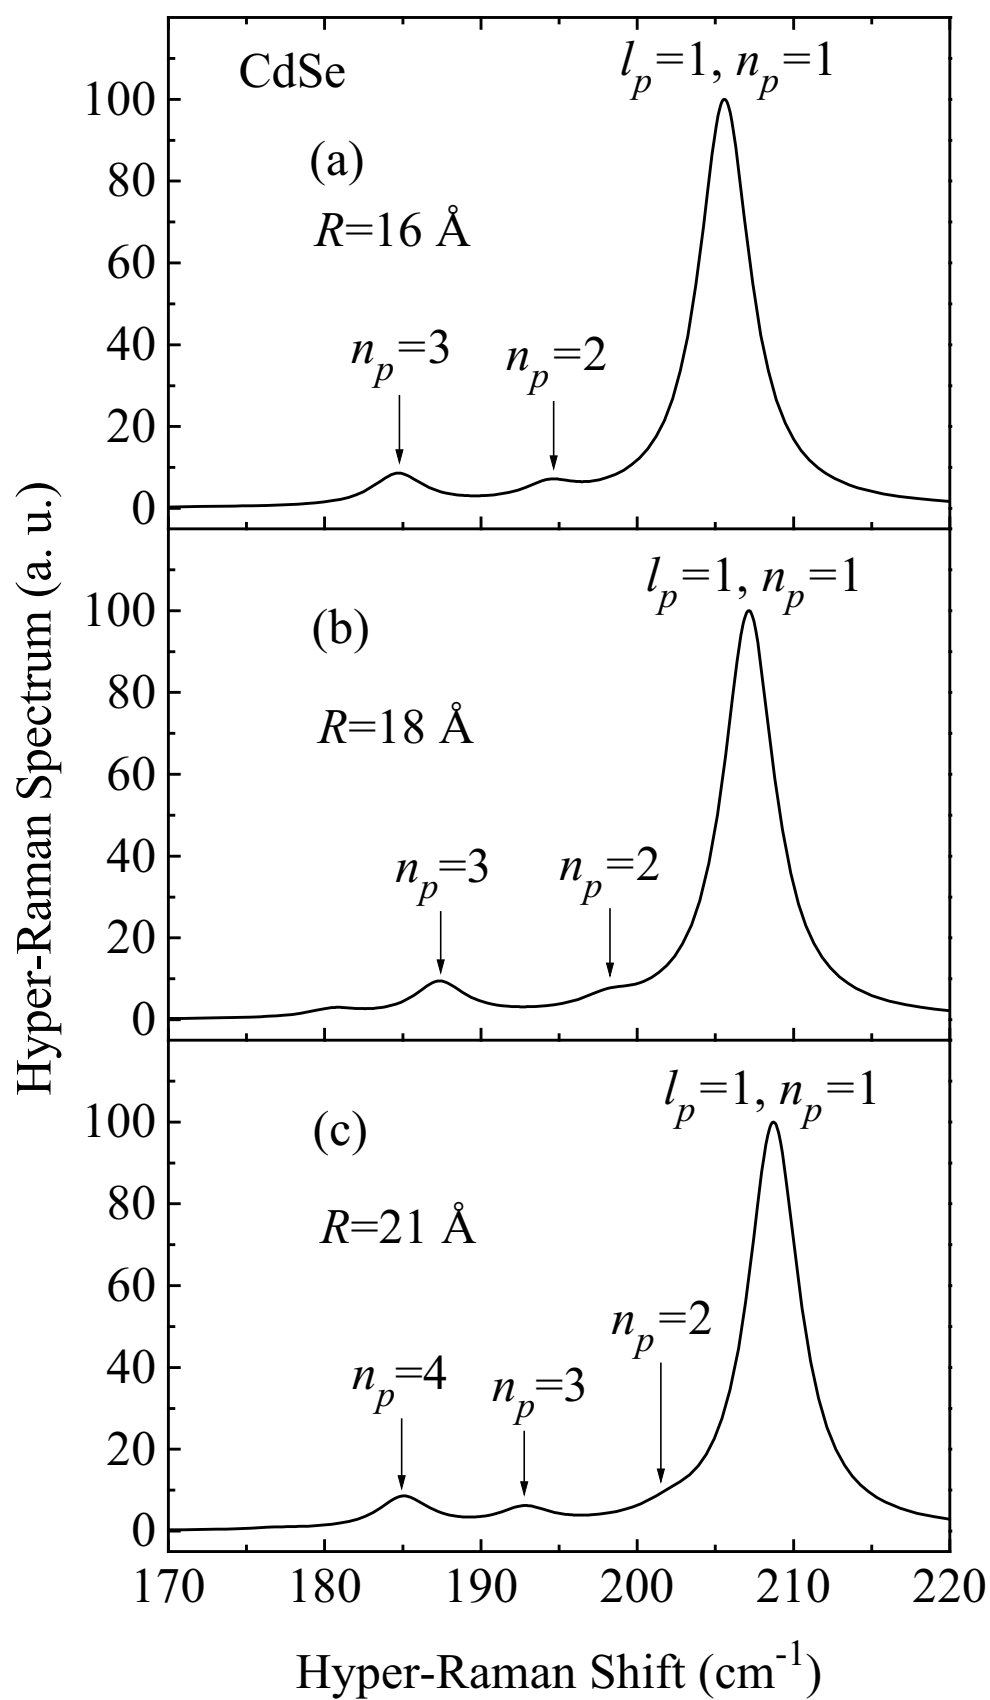 CdSe
l_p=1, n_p=1
(a)
R=16 Å
n_p=3
n_p=2
100
80
60
40
20
0
l_p=1, n_p=1
(b)
R=18 Å
n_p=3
n_p=2
100
80
60
40
20
0
l_p=1, n_p=1
(c)
R=21 Å
n_p=2
n_p=4
n_p=3
100
80
60
40
20
0
170 180 190 200 210 220
Hyper-Raman Shift (cm⁻¹)
Hyper-Raman Spectrum (a. u.)